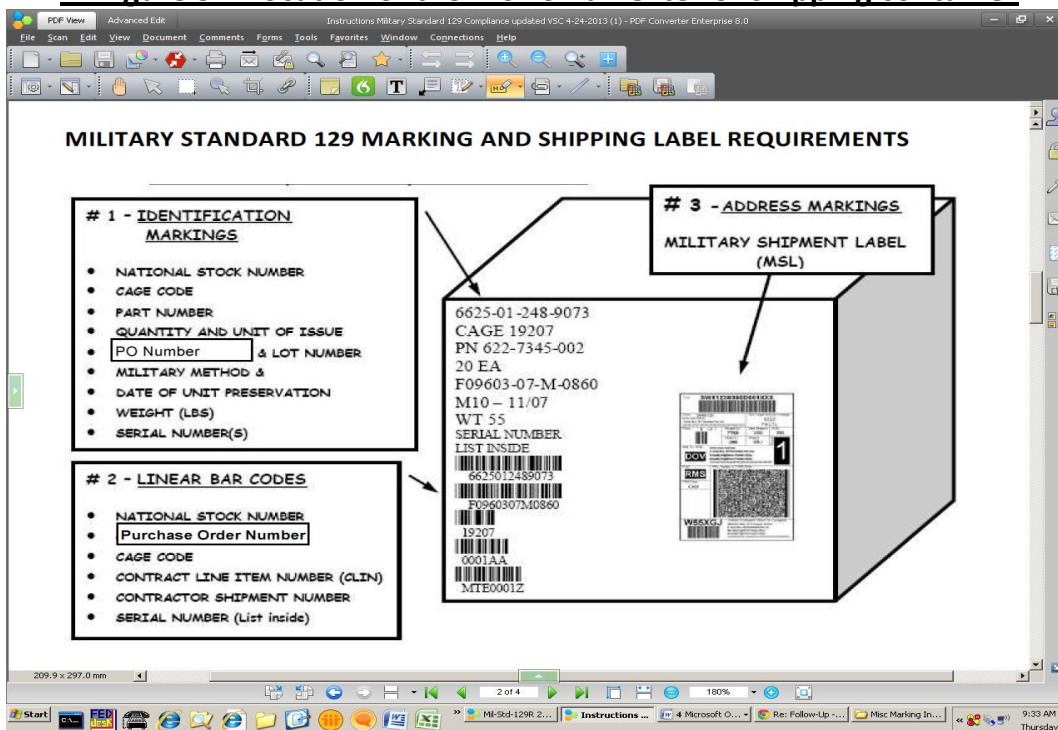 PDF View Advanced Edit Instructions Military Standard 129 Compliance updated VSC 4-24-2013 (1) - PDF Converter Enterprise 8.0
File Scan Edit View Document Comments Forms Tools Favorites Window Connections Help
MILITARY STANDARD 129 MARKING AND SHIPPING LABEL REQUIREMENTS
# 1 - IDENTIFICATION
MARKINGS
• NATIONAL STOCK NUMBER
• CAGE CODE
• PART NUMBER
• QUANTITY AND UNIT OF ISSUE
• PO Number & LOT NUMBER
• MILITARY METHOD &
• DATE OF UNIT PRESERVATION
• WEIGHT (LBS)
• SERIAL NUMBER(S)
# 2 - LINEAR BAR CODES
• NATIONAL STOCK NUMBER
• Purchase Order Number
• CAGE CODE
• CONTRACT LINE ITEM NUMBER (CLIN)
• CONTRACTOR SHIPMENT NUMBER
• SERIAL NUMBER (List inside)
# 3 - ADDRESS MARKINGS
MILITARY SHIPMENT LABEL
(MSL)
6625-01-248-9073
CAGE 19207
PN 622-7345-002
20 EA
F09603-07-M-0860
M10 – 11/07
WT 55
SERIAL NUMBER
LIST INSIDE
6625012489073
F0960307M0860
19207
0001AA
MTE0001Z
DOV
1
RMS
W55XGJ
209.9 x 297.0 mm
2 of 4
180%
Start Mil-Std-129R 2... Instructions ... 4 Microsoft O... Re: Follow-Up -... Misc Marking In... 9:33 AM
Thursday